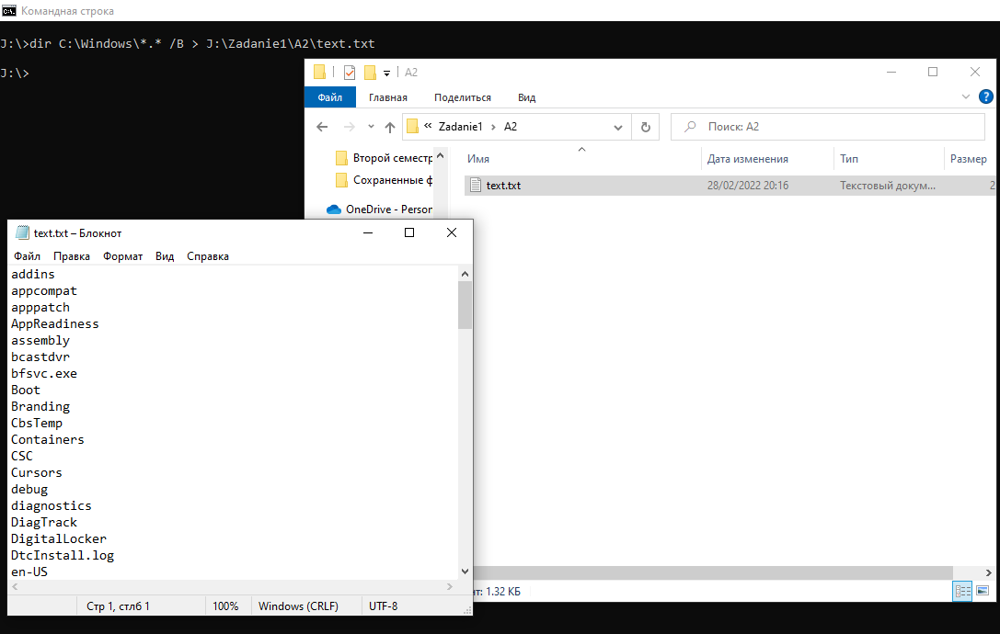 Командная строка
J:\>dir C:\Windows\*.* /B > J:\Zadanie1\A2\text.txt
J:\>
A2
Файл Главная Поделиться Вид
« Zadanie1 › A2 Поиск: A2
Второй семестр
Сохраненные ф
OneDrive - Person
Имя Дата изменения Тип Размер
text.txt 28/02/2022 20:16 Текстовый докум... 2
1.32 КБ
text.txt – Блокнот
Файл Правка Формат Вид Справка
addins
appcompat
apppatch
AppReadiness
assembly
bcastdvr
bfsvc.exe
Boot
Branding
CbsTemp
Containers
CSC
Cursors
debug
diagnostics
DiagTrack
DigitalLocker
DtcInstall.log
en-US
Стр 1, стлб 1 100% Windows (CRLF) UTF-8